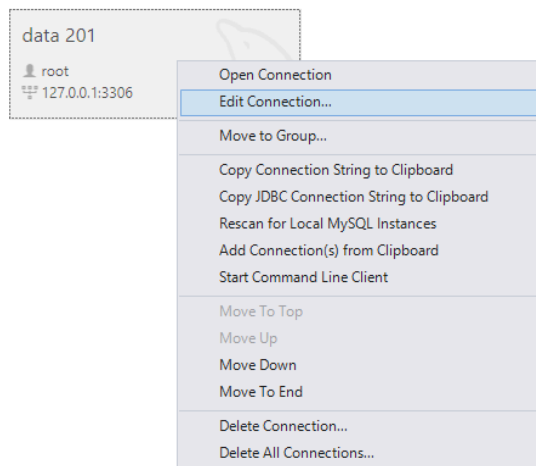 data 201
root
127.0.0.1:3306
Open Connection
Edit Connection...
Move to Group...
Copy Connection String to Clipboard
Copy JDBC Connection String to Clipboard
Rescan for Local MySQL Instances
Add Connection(s) from Clipboard
Start Command Line Client
Move To Top
Move Up
Move Down
Move To End
Delete Connection...
Delete All Connections...